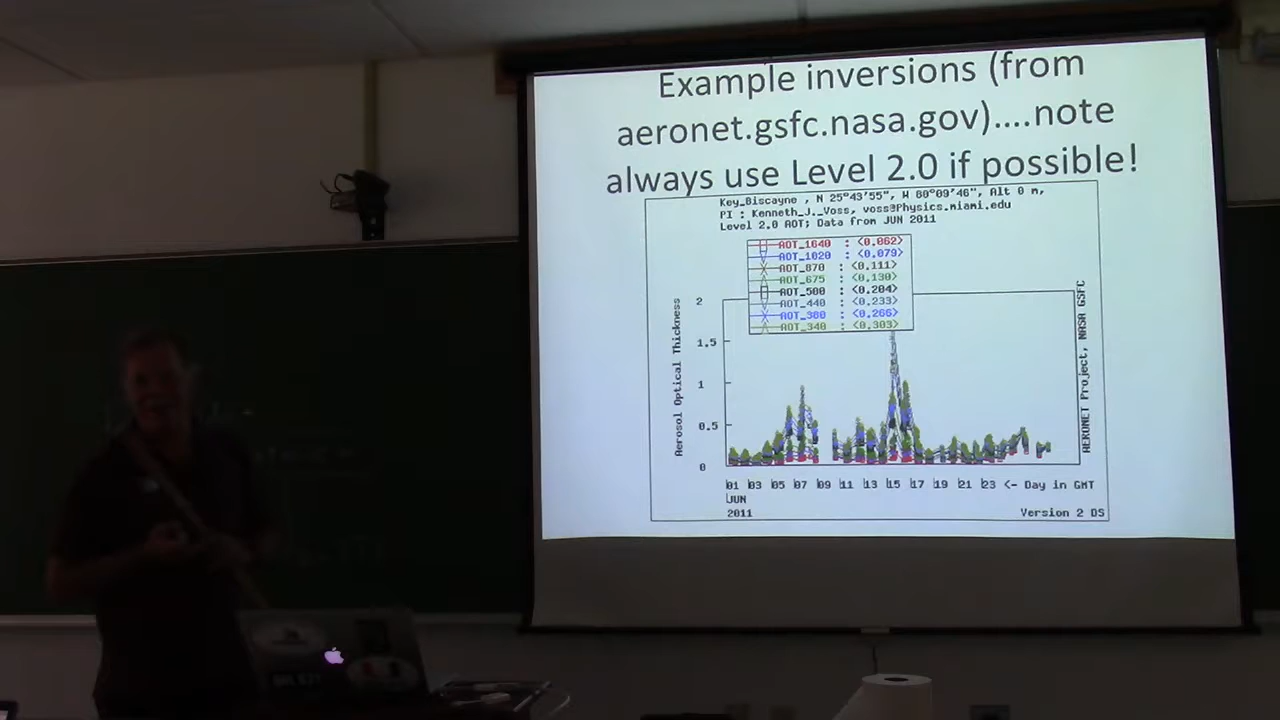 Example inversions (from
aeronet.gsfc.nasa.gov)....note
always use Level 2.0 if possible!
Key_Biscayne , N 25°43'55", W 80°09'46", Alt 0 m,
PI : Kenneth_J._Voss, voss@Physics.miami.edu
Level 2.0 AOT; Data from JUN 2011
AOT_1640 : <0.062>
AOT_1020 : <0.079>
AOT_870 : <0.111>
AOT_675 : <0.130>
AOT_500 : <0.204>
AOT_440 : <0.233>
AOT_380 : <0.266>
AOT_340 : <0.303>
Aerosol Optical Thickness
2
1.5
1
0.5
0
AERONET Project, NASA GSFC
01 03 05 07 09 11 13 15 17 19 21 23 <- Day in GMT
JUN
2011
Version 2 DS